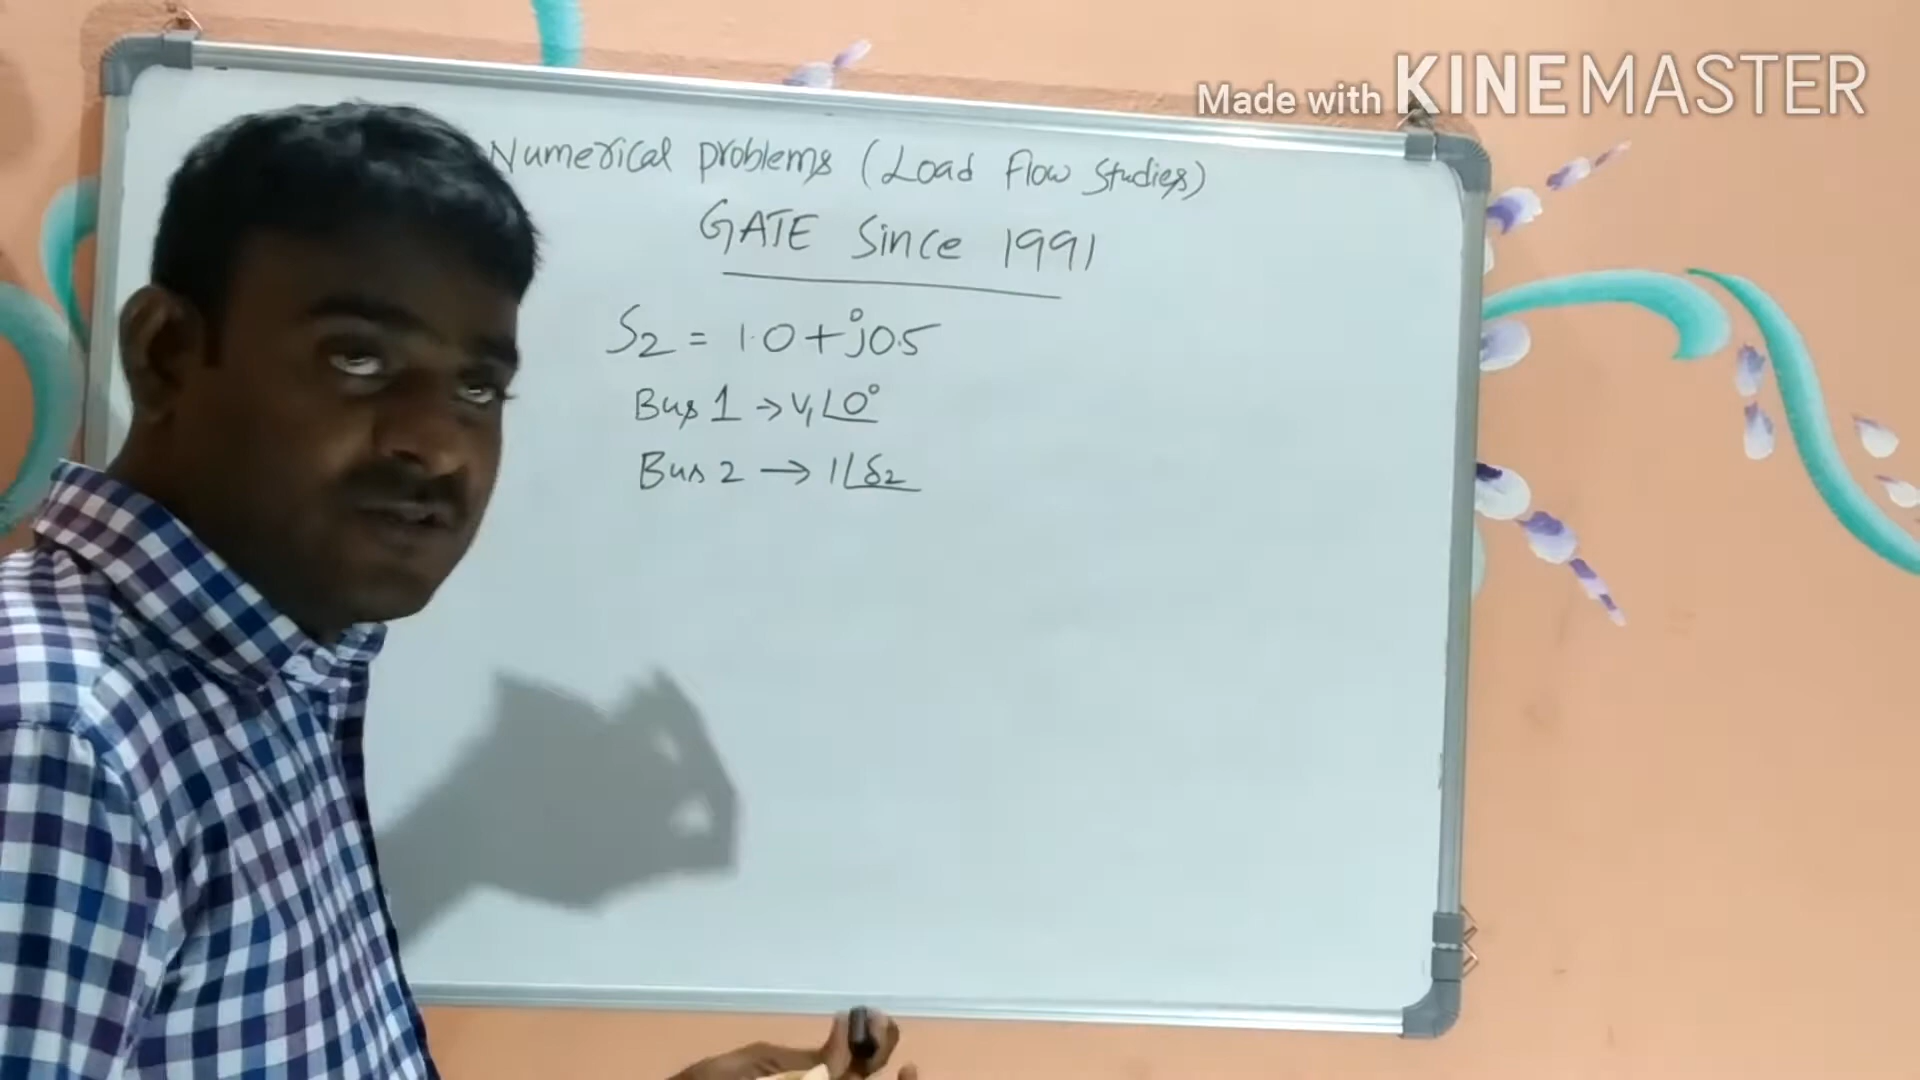 Made with KINEMASTER
Numerical Problems (Load Flow Studies)
GATE Since 1991
S2 = 1.0+j0.5
Bus 1 → V1∠0°
Bus 2 → 1∠δ2